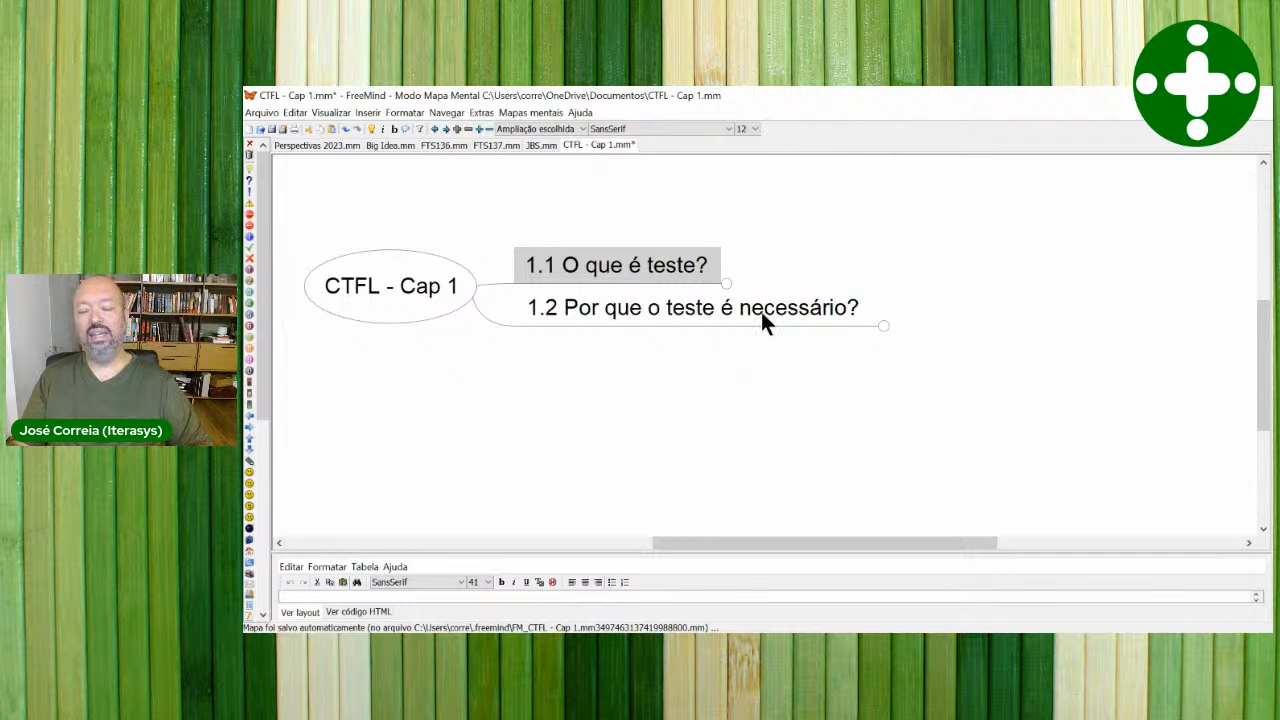 CTFL - Cap 1.mm* - FreeMind - Modo Mapa Mental C:\Users\corre\OneDrive\Documentos\CTFL - Cap 1.mm
Arquivo Editar Visualizar Inserir Formatar Navegar Extras Mapas mentais Ajuda
Ampliação escolhida SansSerif 12
Perspectivas 2023.mm Big Idea.mm FTS136.mm FTS137.mm JBS.mm CTFL - Cap 1.mm*
1.1 O que é teste?
CTFL - Cap 1
1.2 Por que o teste é necessário?
José Correia (Iterasys)
Editar Formatar Tabela Ajuda
SansSerif 41
Ver layout Ver código HTML
Mapa foi salvo automaticamente (no arquivo C:\Users\corre\.freemind\FM_CTFL - Cap 1.mm3497463137419988800.mm) ...